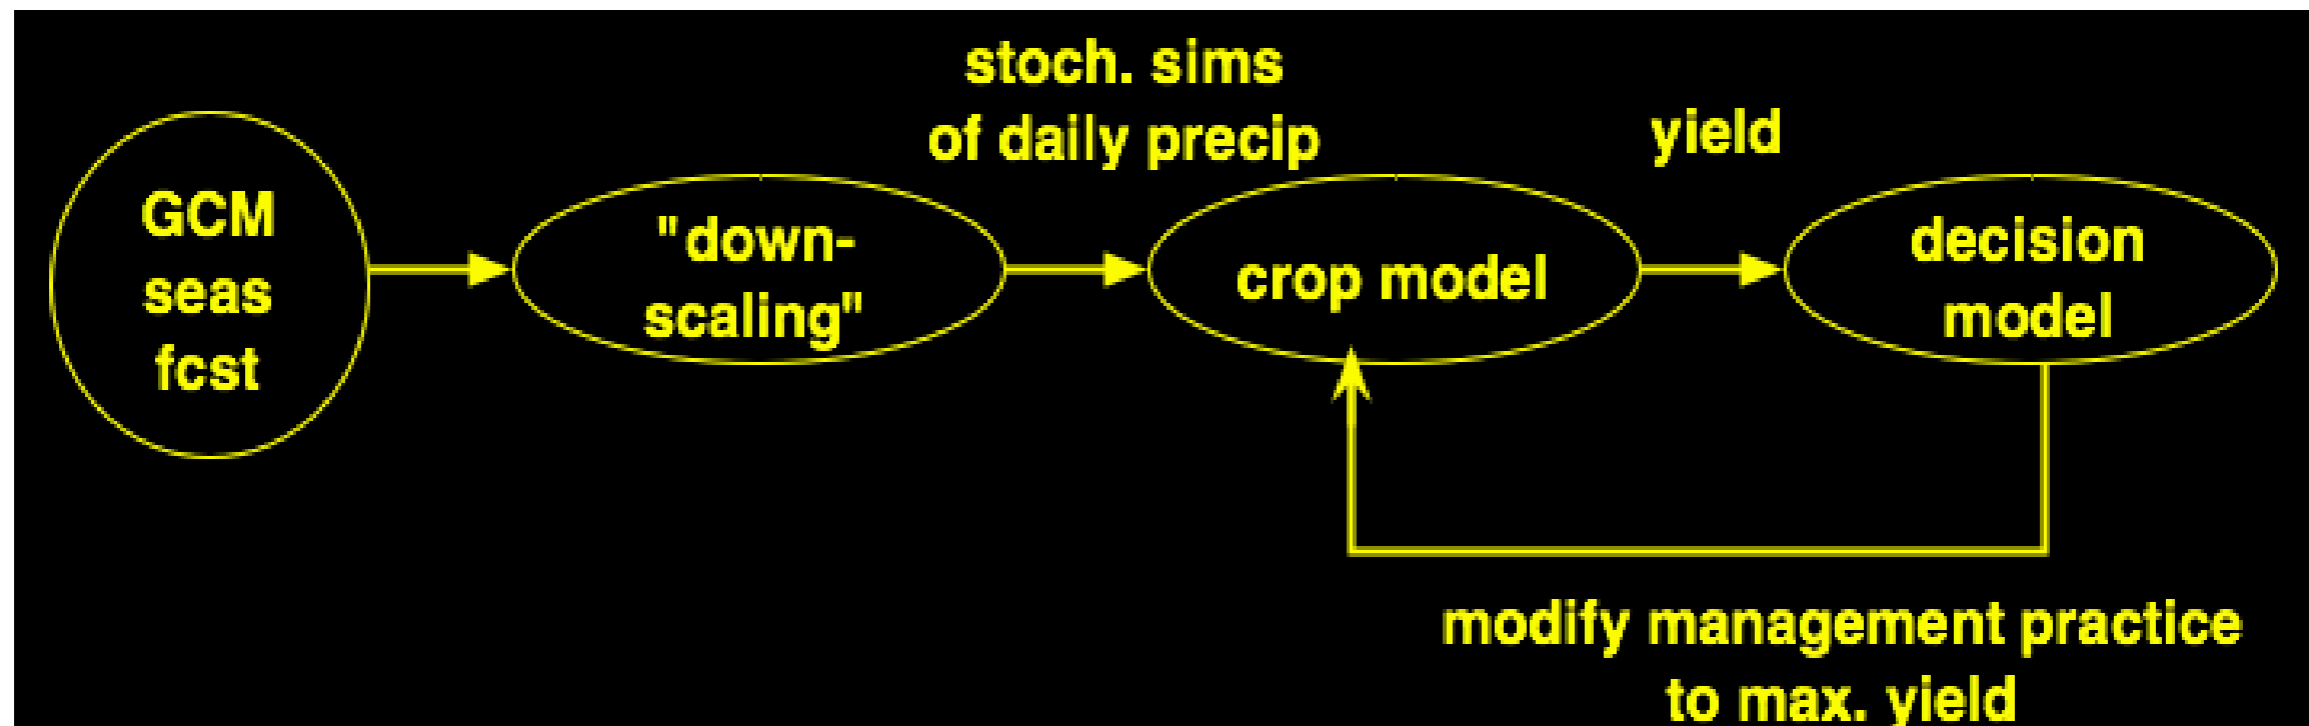 stoch. sims
of daily precip
yield
GCM
seas
fcst
"down-
scaling"
crop model
decision
model
modify management practice
to max. yield